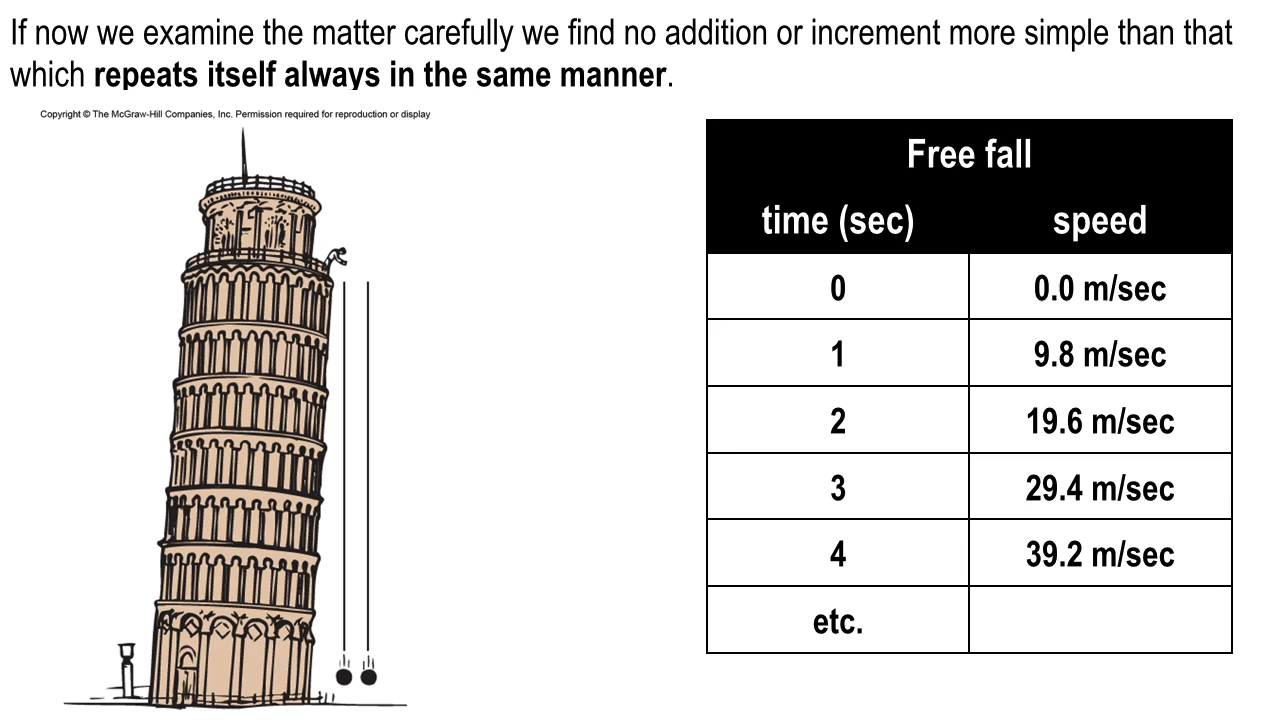 If now we examine the matter carefully we find no addition or increment more simple than that
which repeats itself always in the same manner.
Copyright © The McGraw-Hill Companies, Inc. Permission required for reproduction or display
Free fall
time (sec) speed
0 0.0 m/sec
1 9.8 m/sec
2 19.6 m/sec
3 29.4 m/sec
4 39.2 m/sec
etc.